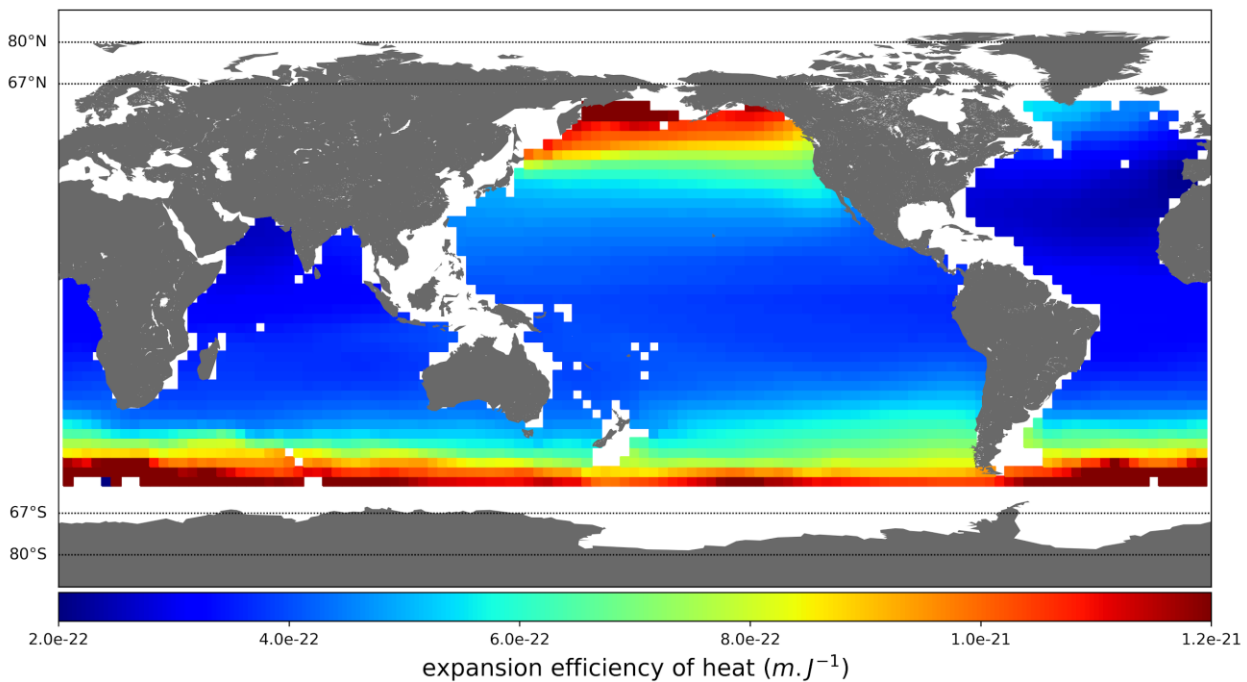 80°N
67°N
67°S
80°S
2.0e-22 4.0e-22 6.0e-22 8.0e-22 1.0e-21 1.2e-21
expansion efficiency of heat (m.J⁻¹)